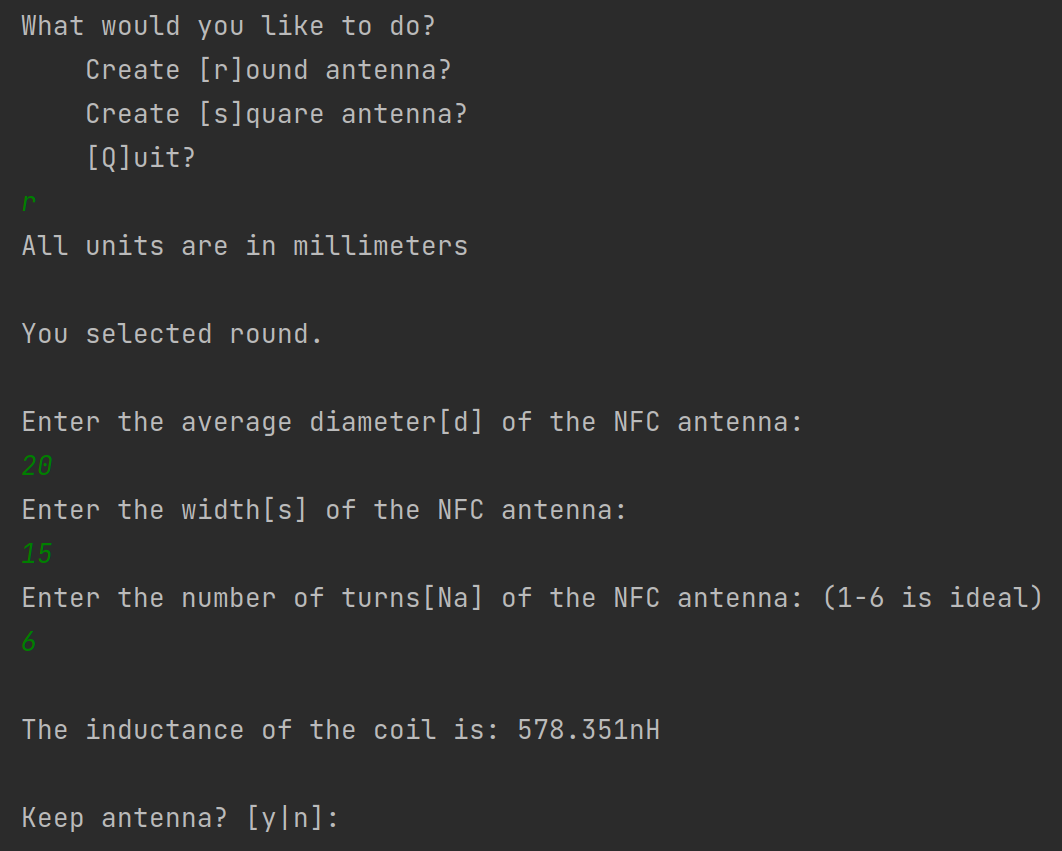 What would you like to do?
Create [r]ound antenna?
Create [s]quare antenna?
[Q]uit?
r
All units are in millimeters
You selected round.
Enter the average diameter[d] of the NFC antenna:
20
Enter the width[s] of the NFC antenna:
15
Enter the number of turns[Na] of the NFC antenna: (1-6 is ideal)
6
The inductance of the coil is: 578.351nH
Keep antenna? [y|n]: